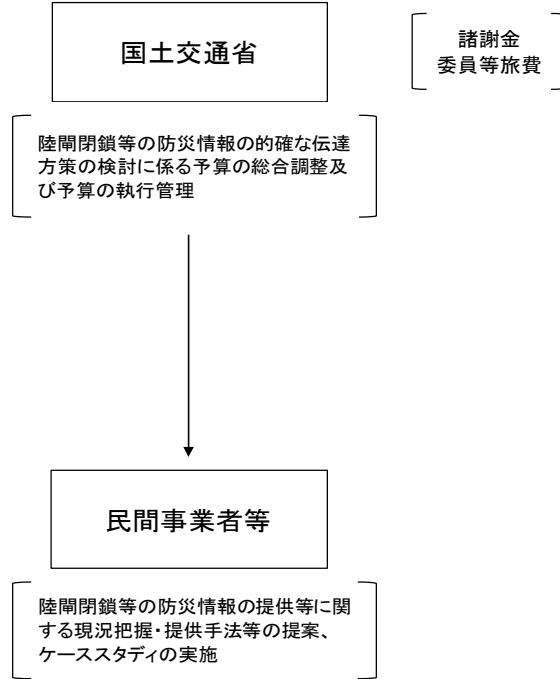 国土交通省
諸謝金
委員等旅費
陸閘閉鎖等の防災情報の的確な伝達
方策の検討に係る予算の総合調整及
び予算の執行管理
民間事業者等
陸閘閉鎖等の防災情報の提供等に関
する現況把握・提供手法等の提案、
ケーススタディの実施